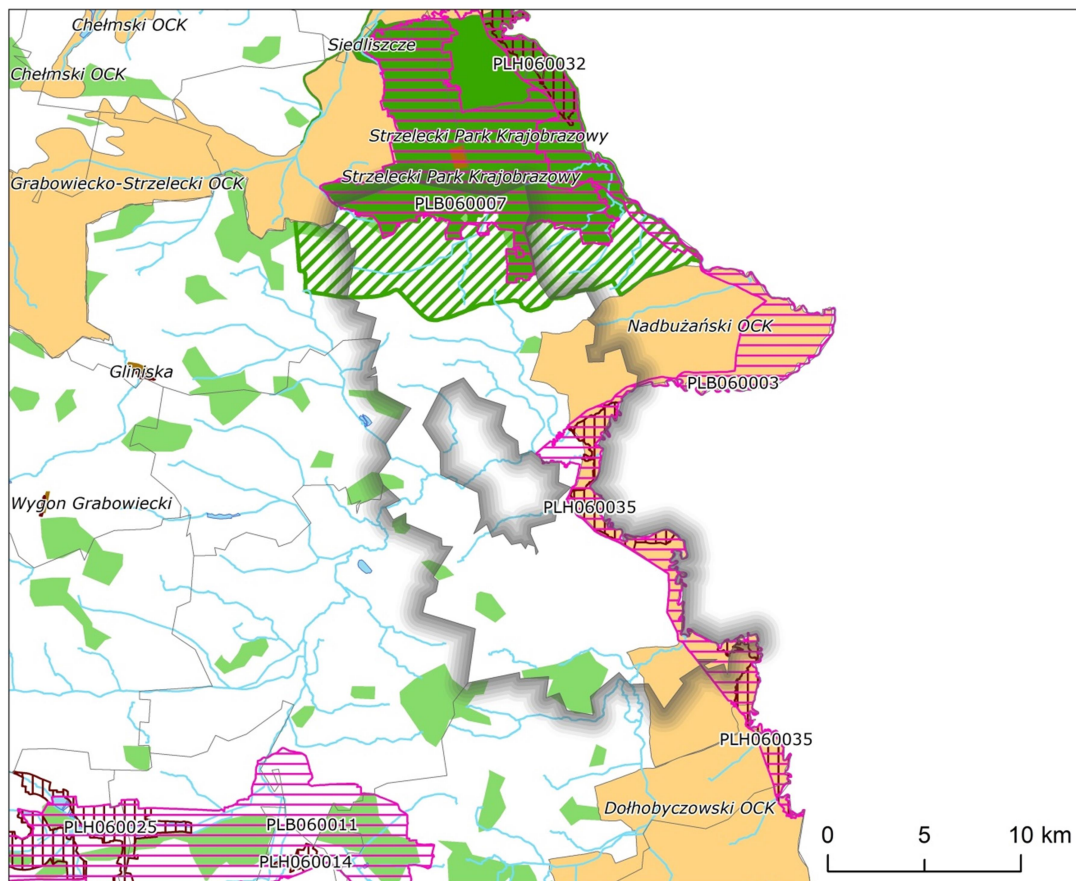 Chełmski OCK
Siedliszcze
PLH060032
Chełmski OCK
Strzelecki Park Krajobrazowy
Strzelecki Park Krajobrazowy
Grabowiecko-Strzelecki OCK
PLB060007
Nadbużański OCK
Gliniska
PLB060003
Wygon Grabowiecki
PLH060035
PLH060035
Dołhobyczowski OCK
PLH060025
PLB060011
PLH060014
0 5 10 km